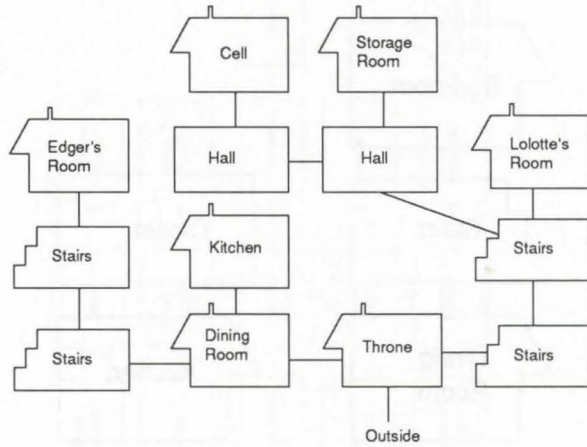 Cell
Storage
Room
Edger's
Room
Hall
Hall
Lolotte's
Room
Stairs
Kitchen
Stairs
Stairs
Dining
Room
Throne
Stairs
Outside